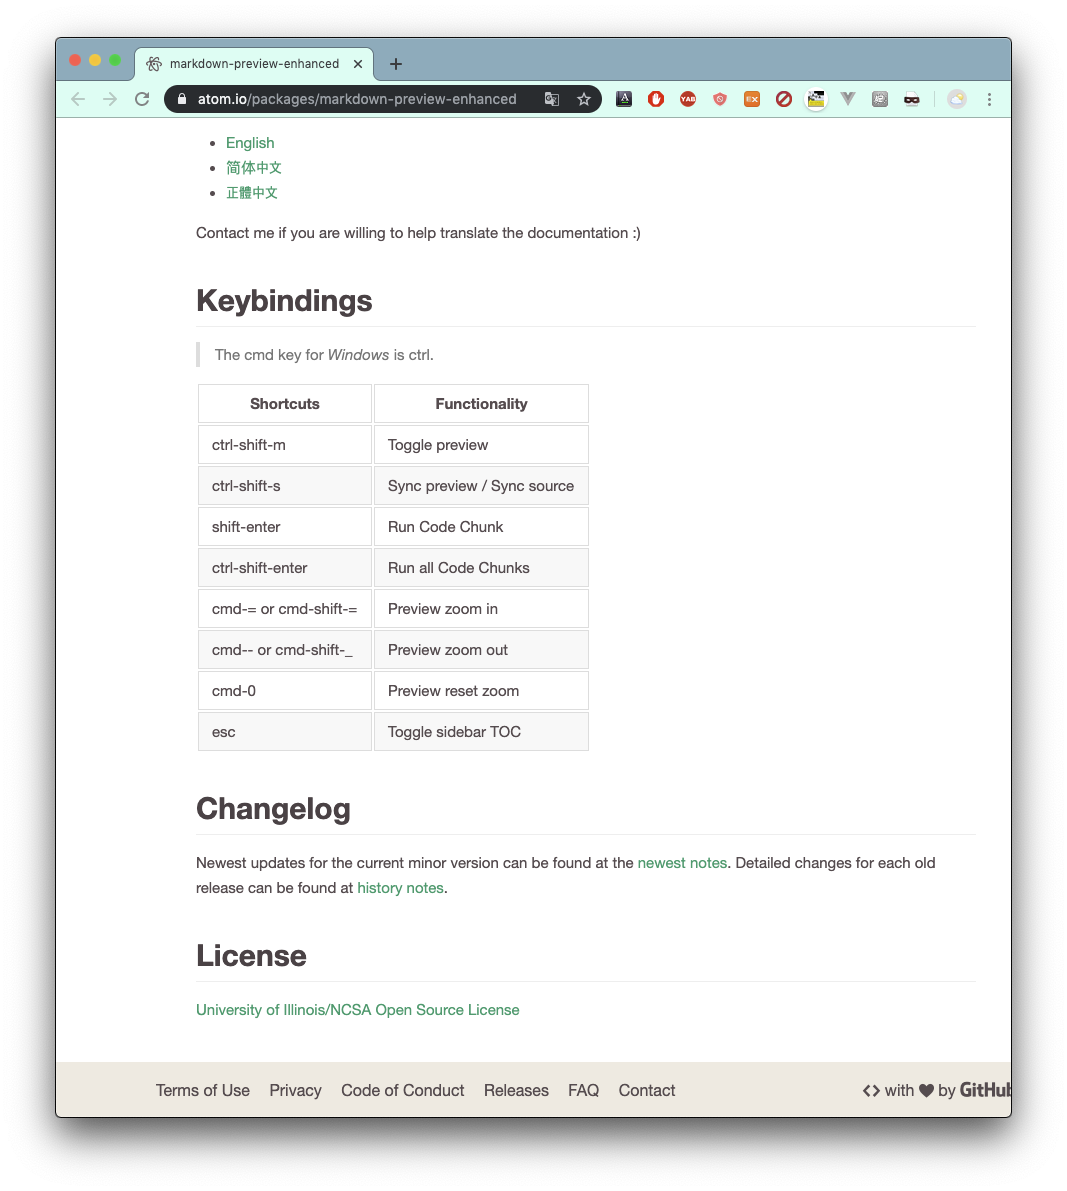 markdown-preview-enhanced
atom.io/packages/markdown-preview-enhanced
YAB
EX
English
简体中文
正體中文
Contact me if you are willing to help translate the documentation :)
Keybindings
The cmd key for Windows is ctrl.
Shortcuts Functionality
ctrl-shift-m Toggle preview
ctrl-shift-s Sync preview / Sync source
shift-enter Run Code Chunk
ctrl-shift-enter Run all Code Chunks
cmd-= or cmd-shift-= Preview zoom in
cmd-- or cmd-shift-_ Preview zoom out
cmd-0 Preview reset zoom
esc Toggle sidebar TOC
Changelog
Newest updates for the current minor version can be found at the newest notes. Detailed changes for each old
release can be found at history notes.
License
University of Illinois/NCSA Open Source License
Terms of Use Privacy Code of Conduct Releases FAQ Contact <> with ♥ by GitHub